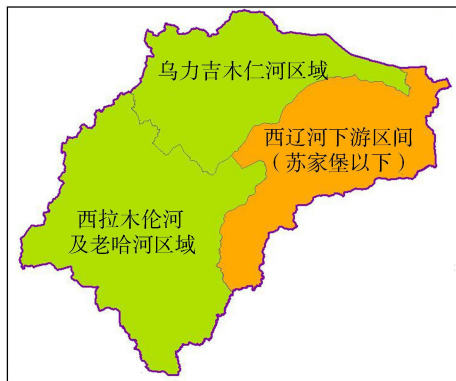 乌力吉木仁河区域
西辽河下游区间
（苏家堡以下）
西拉木伦河
及老哈河区域